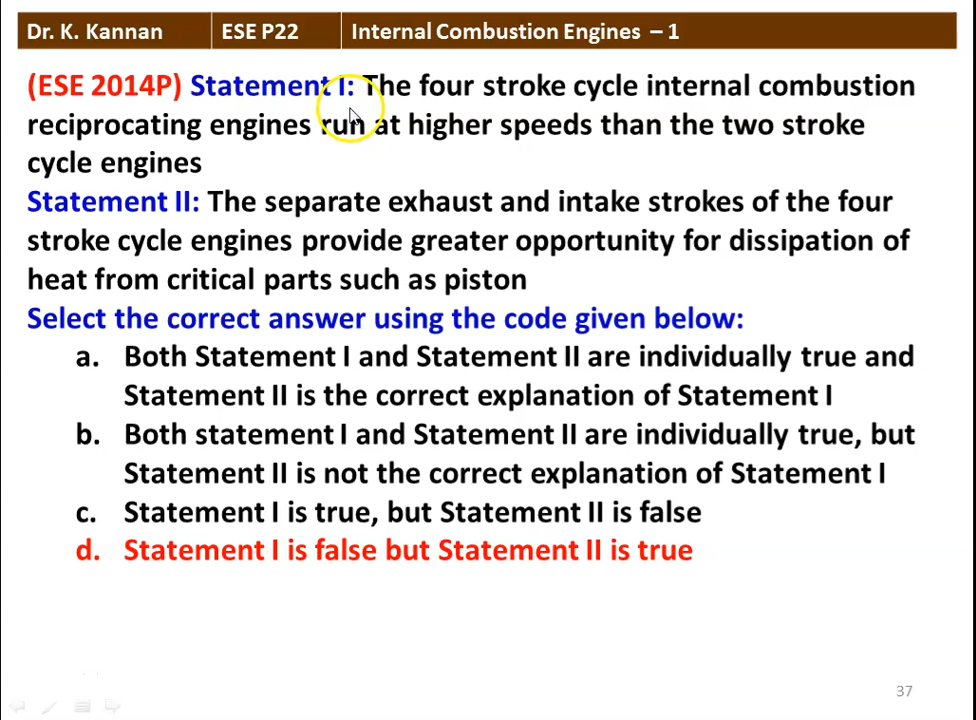 Dr. K. Kannan ESE P22 Internal Combustion Engines – 1
(ESE 2014P) Statement I: The four stroke cycle internal combustion
reciprocating engines run at higher speeds than the two stroke
cycle engines
Statement II: The separate exhaust and intake strokes of the four
stroke cycle engines provide greater opportunity for dissipation of
heat from critical parts such as piston
Select the correct answer using the code given below:
a. Both Statement I and Statement II are individually true and
Statement II is the correct explanation of Statement I
b. Both statement I and Statement II are individually true, but
Statement II is not the correct explanation of Statement I
c. Statement I is true, but Statement II is false
d. Statement I is false but Statement II is true
37